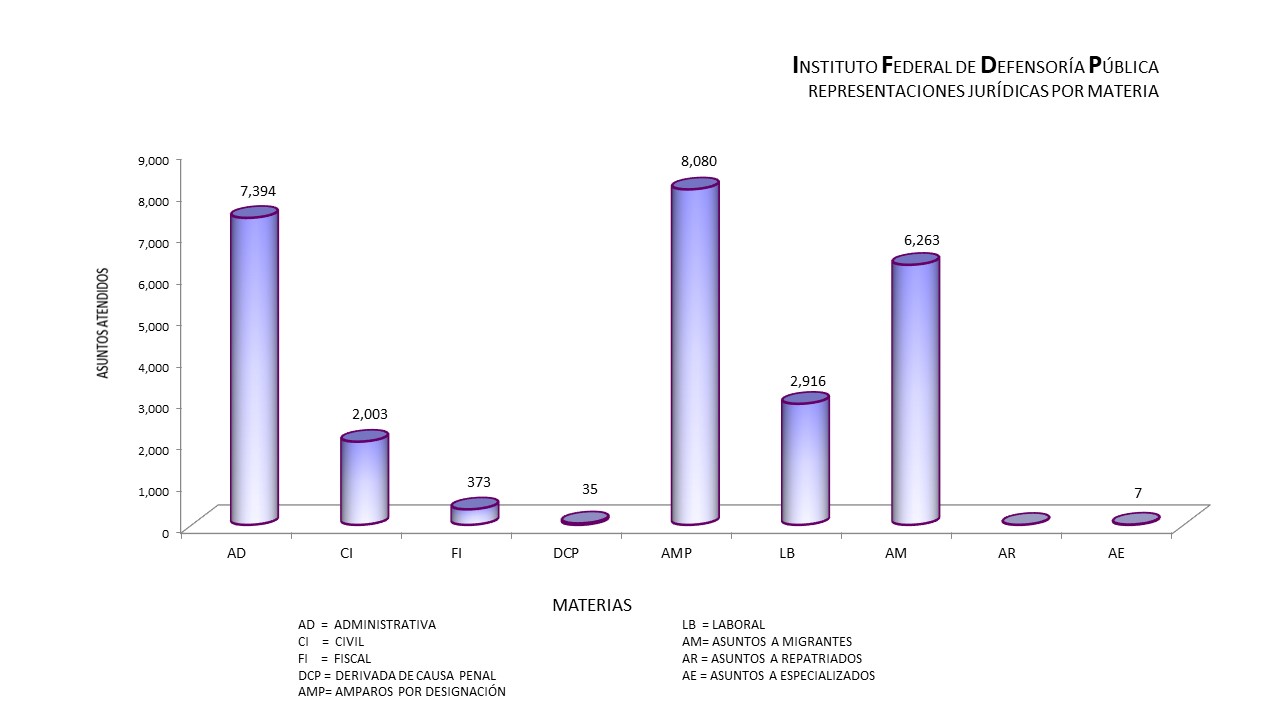 INSTITUTO FEDERAL DE DEFENSORÍA PÚBLICA
REPRESENTACIONES JURÍDICAS POR MATERIA
ASUNTOS ATENDIDOS
9,000
8,000
7,000
6,000
5,000
4,000
3,000
2,000
1,000
0
7,394
2,003
373
35
8,080
2,916
6,263
7
AD
CI
FI
DCP
AMP
LB
AM
AR
AE
MATERIAS
AD = ADMINISTRATIVA
CI = CIVIL
FI = FISCAL
DCP = DERIVADA DE CAUSA PENAL
AMP= AMPAROS POR DESIGNACIÓN
LB = LABORAL
AM= ASUNTOS A MIGRANTES
AR = ASUNTOS A REPATRIADOS
AE = ASUNTOS A ESPECIALIZADOS